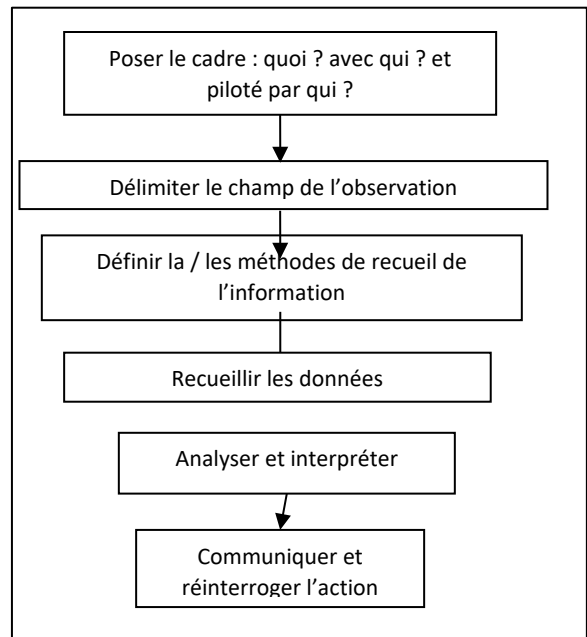 Poser le cadre : quoi ? avec qui ? et
piloté par qui ?
Délimiter le champ de l’observation
Définir la / les méthodes de recueil de
l’information
Recueillir les données
Analyser et interpréter
Communiquer et
réinterroger l’action